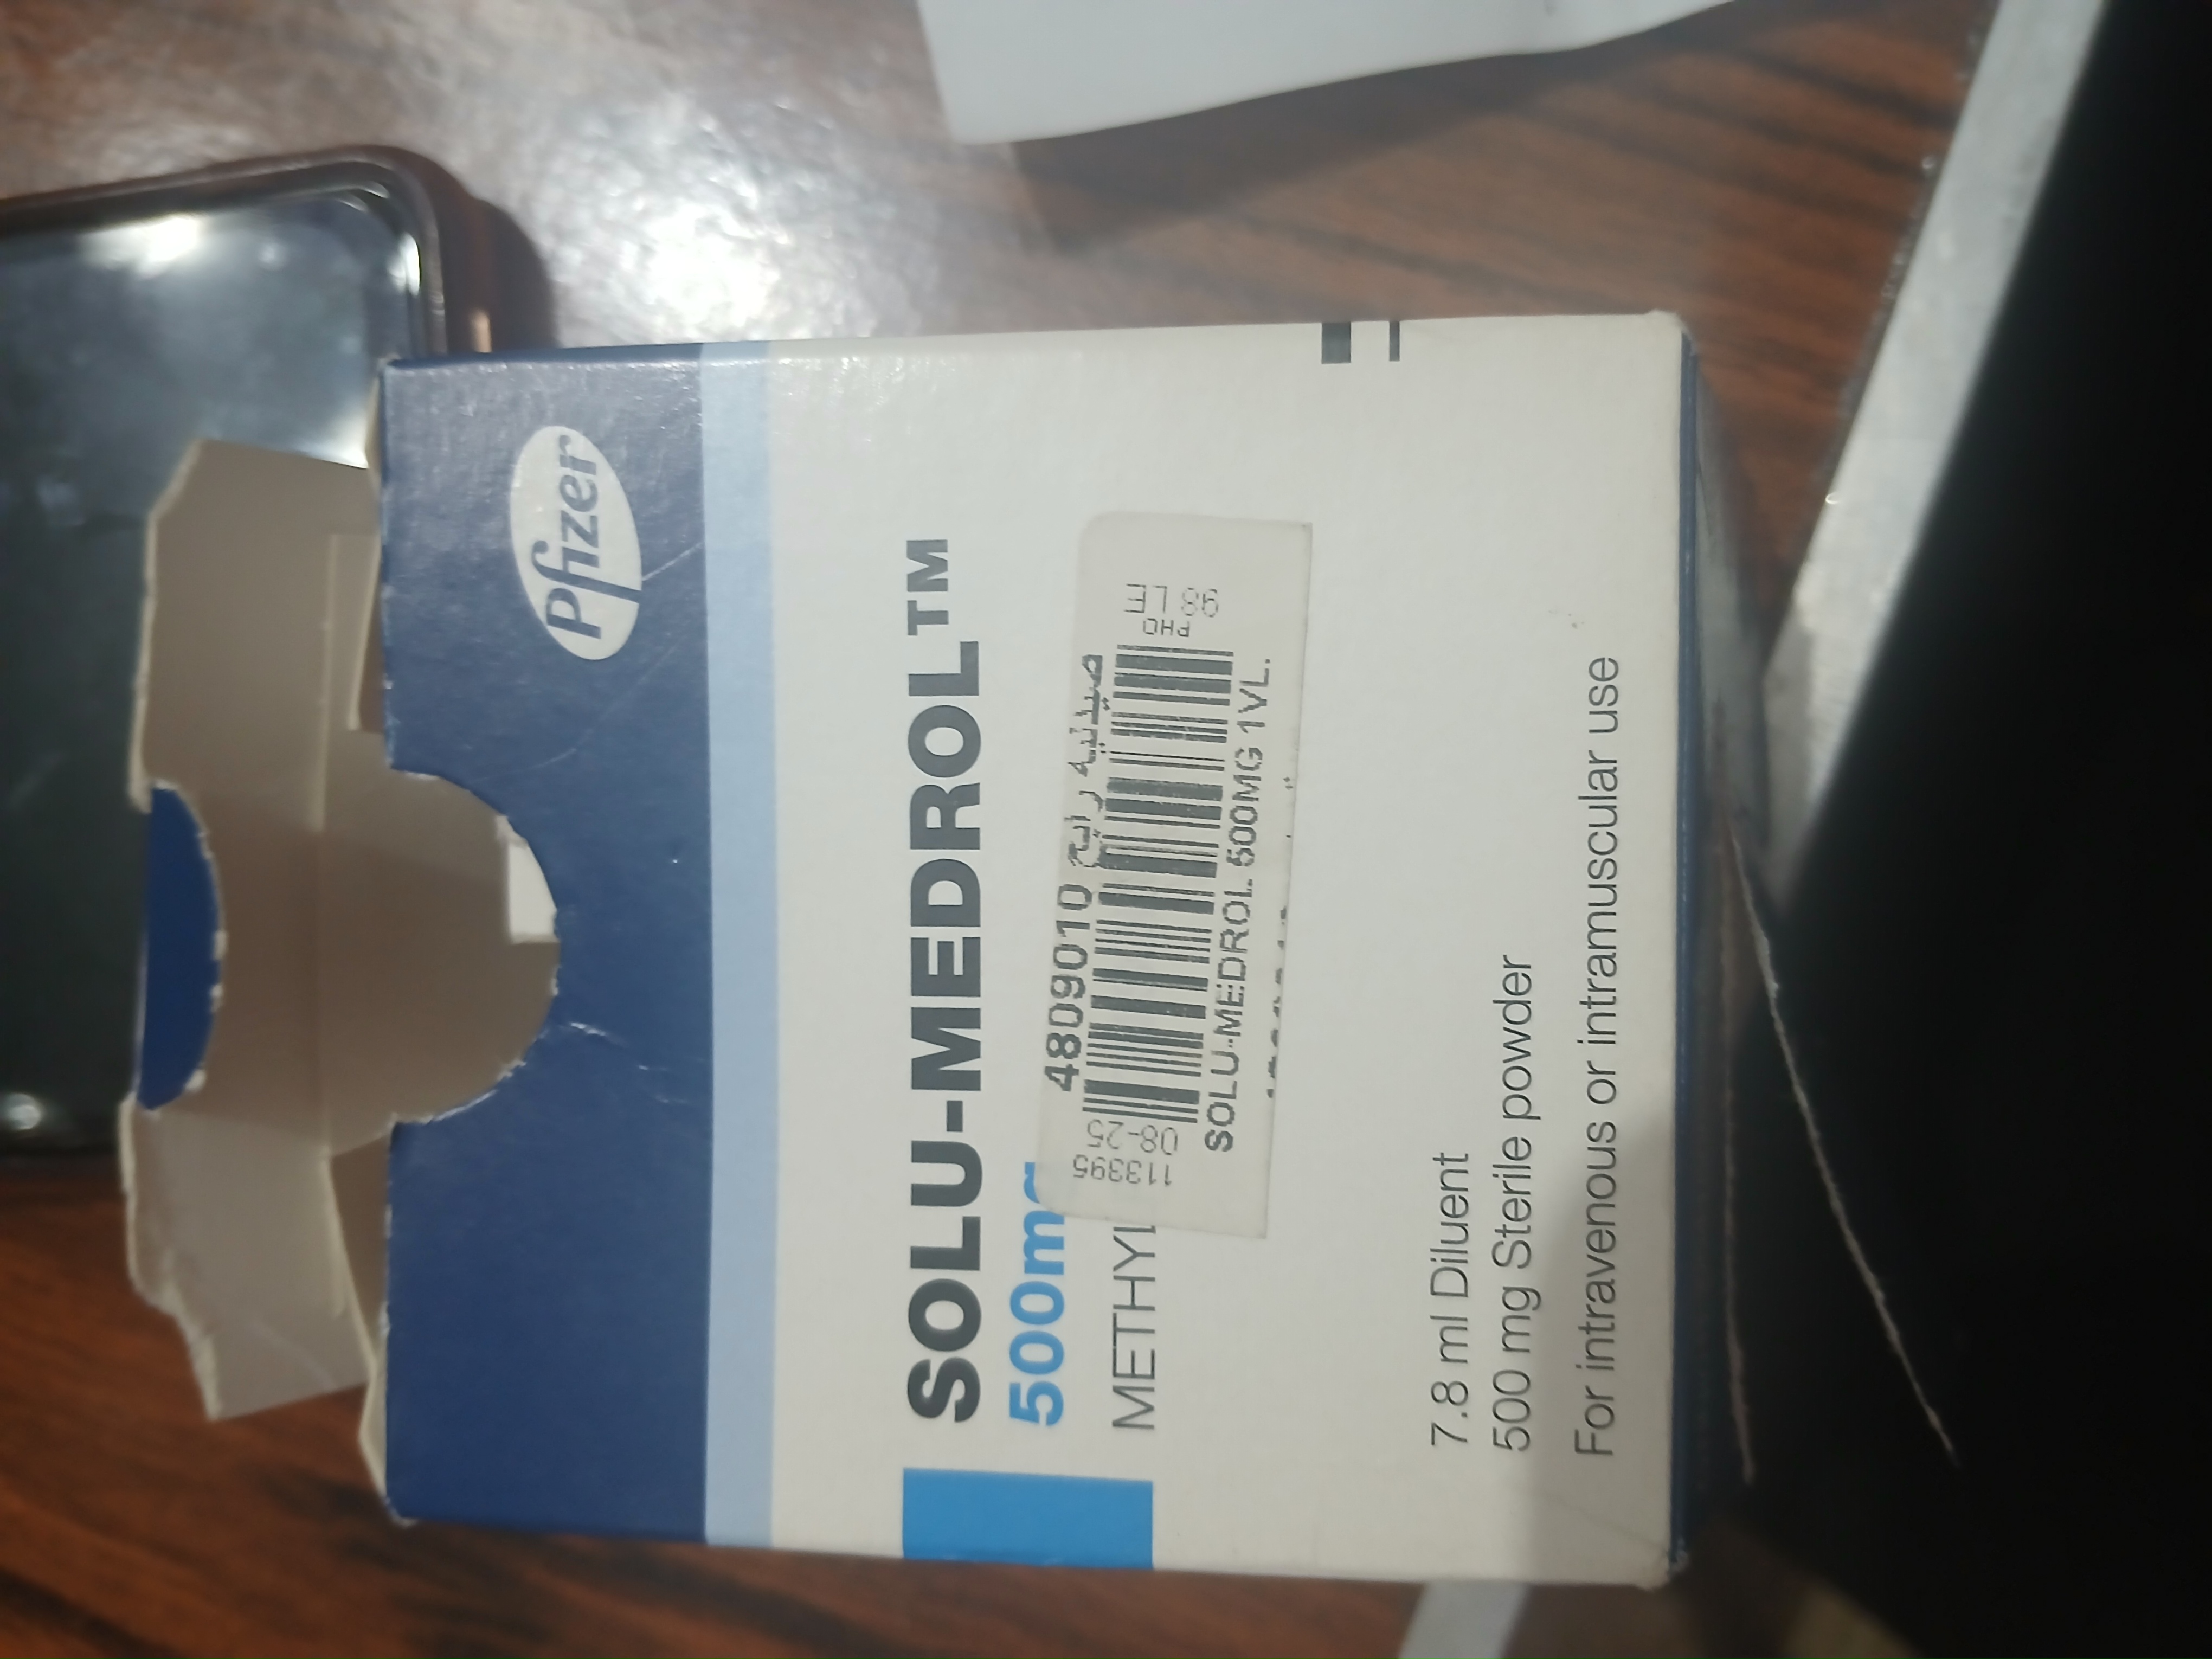 Pfizer
SOLU-MEDROL™
500m
METHYL
4809010 صيدلية رابح
PHO
98 LE
113395
08-25
SOLU-MEDROL 500MG 1VL.
7.8 ml Diluent
500 mg Sterile powder
For intravenous or intramuscular use